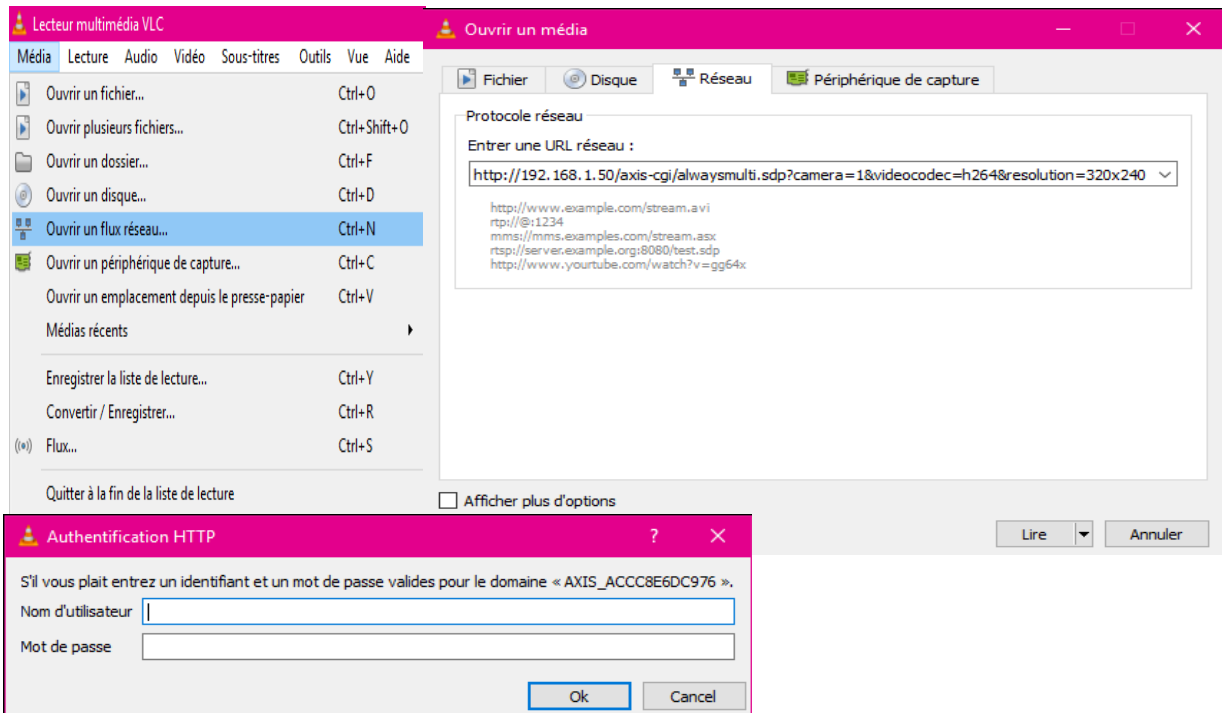 Lecteur multimédia VLC
Média Lecture Audio Vidéo Sous-titres Outils Vue Aide
Ouvrir un fichier... Ctrl+O
Ouvrir plusieurs fichiers... Ctrl+Shift+O
Ouvrir un dossier... Ctrl+F
Ouvrir un disque... Ctrl+D
Ouvrir un flux réseau... Ctrl+N
Ouvrir un périphérique de capture... Ctrl+C
Ouvrir un emplacement depuis le presse-papier Ctrl+V
Médias récents
Enregistrer la liste de lecture... Ctrl+Y
Convertir / Enregistrer... Ctrl+R
Flux... Ctrl+S
Quitter à la fin de la liste de lecture
Ouvrir un média
Fichier Disque Réseau Périphérique de capture
Protocole réseau
Entrer une URL réseau :
http://192.168.1.50/axis-cgi/alwaysmulti.sdp?camera=1&videocodec=h264&resolution=320x240
http://www.example.com/stream.avi
rtp://@:1234
mms://mms.examples.com/stream.asx
rtsp://server.example.org:8080/test.sdp
http://www.yourtube.com/watch?v=gg64x
Afficher plus d'options
Lire Annuler
Authentification HTTP ?
S'il vous plait entrez un identifiant et un mot de passe valides pour le domaine « AXIS_ACCC8E6DC976 ».
Nom d'utilisateur
Mot de passe
Ok Cancel